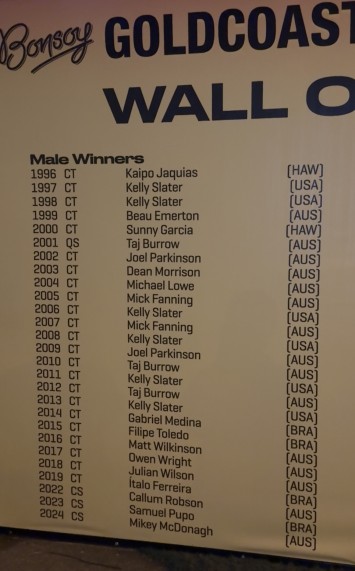 Bonsoy GOLDCOAST
WALL O
Male Winners
1996 CT Kaipo Jaquias (HAW)
1997 CT Kelly Slater (USA)
1998 CT Kelly Slater (USA)
1999 CT Beau Emerton (AUS)
2000 CT Sunny Garcia (HAW)
2001 QS Taj Burrow (AUS)
2002 CT Joel Parkinson (AUS)
2003 CT Dean Morrison (AUS)
2004 CT Michael Lowe (AUS)
2005 CT Mick Fanning (AUS)
2006 CT Kelly Slater (USA)
2007 CT Mick Fanning (AUS)
2008 CT Kelly Slater (USA)
2009 CT Joel Parkinson (AUS)
2010 CT Taj Burrow (AUS)
2011 CT Kelly Slater (USA)
2012 CT Taj Burrow (AUS)
2013 CT Kelly Slater (USA)
2014 CT Gabriel Medina (BRA)
2015 CT Filipe Toledo (BRA)
2016 CT Matt Wilkinson (AUS)
2017 CT Owen Wright (AUS)
2018 CT Julian Wilson (AUS)
2019 CT Italo Ferreira (BRA)
2022 CS Callum Robson (AUS)
2023 CS Samuel Pupo (BRA)
2024 CS Mikey McDonagh (AUS)